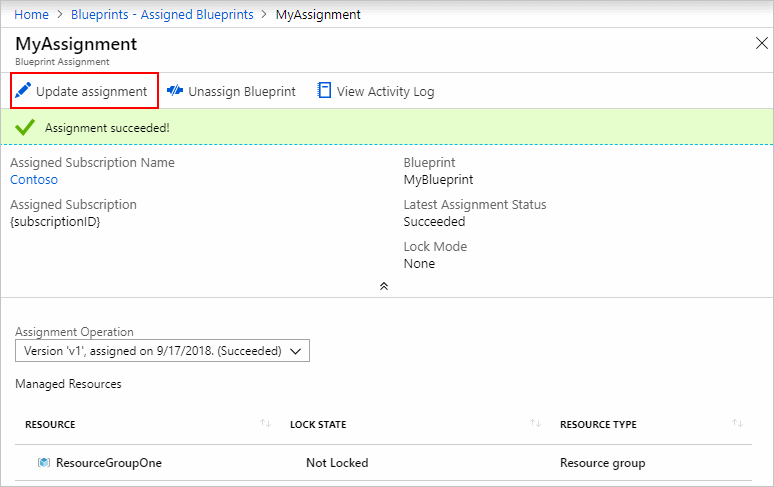 Home > Blueprints - Assigned Blueprints > MyAssignment
MyAssignment
Blueprint Assignment
Update assignment Unassign Blueprint View Activity Log
Assignment succeeded!
Assigned Subscription Name
Contoso
Assigned Subscription
{subscriptionID}
Blueprint
MyBlueprint
Latest Assignment Status
Succeeded
Lock Mode
None
Assignment Operation
Version 'v1', assigned on 9/17/2018. (Succeeded)
Managed Resources
RESOURCE LOCK STATE RESOURCE TYPE
ResourceGroupOne Not Locked Resource group